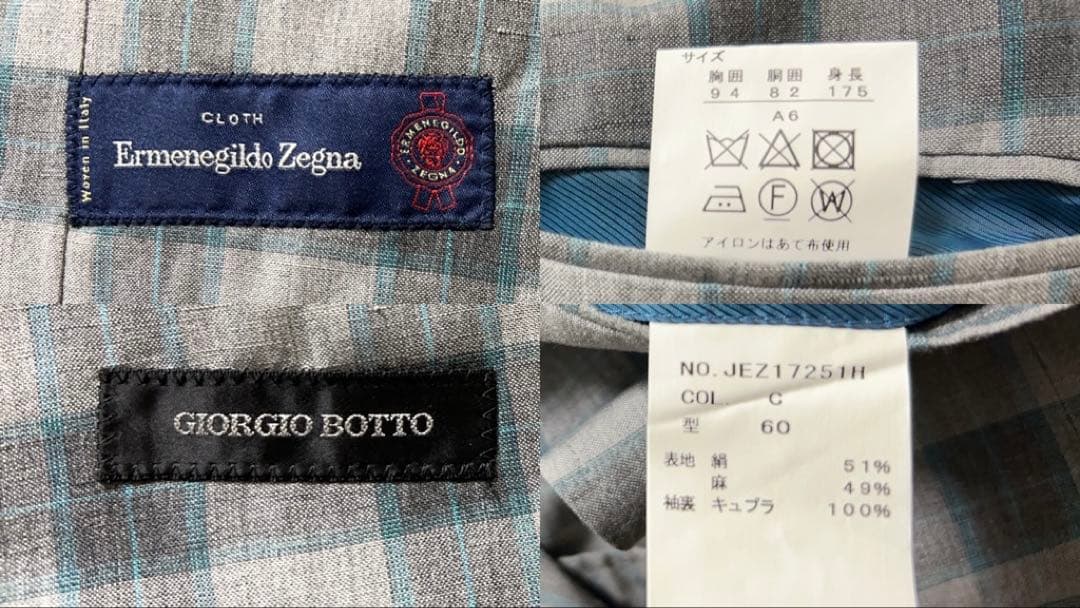 Woven in Italy
CLOTH
Ermenegildo Zegna
ERMENEGILDO
ZEGNA
サイズ
胸囲 胴囲 身長
94 82 175
A6
F W
アイロンはあて布使用
GIORGIO BOTTO
NO. JEZ17251H
COL. C
型 60
表地 絹 51%
麻 49%
袖裏 キュプラ 100%